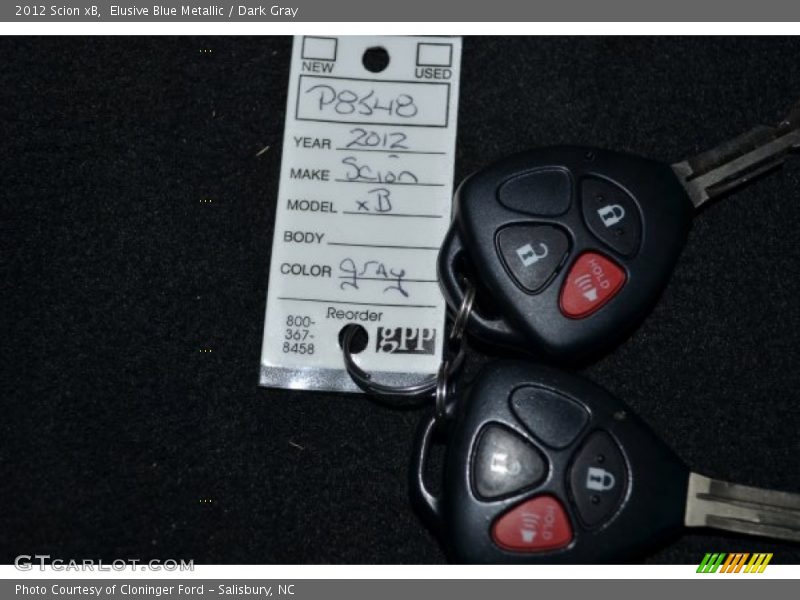 2012 Scion xB,  Elusive Blue Metallic / Dark Gray
NEW USED
P8548
YEAR 2012
MAKE Scion
MODEL xB
BODY
COLOR gray
Reorder
800-
367-
8458
gpp
HOLD
HOLD
GTCARLOT.COM
Photo Courtesy of Cloninger Ford – Salisbury, NC